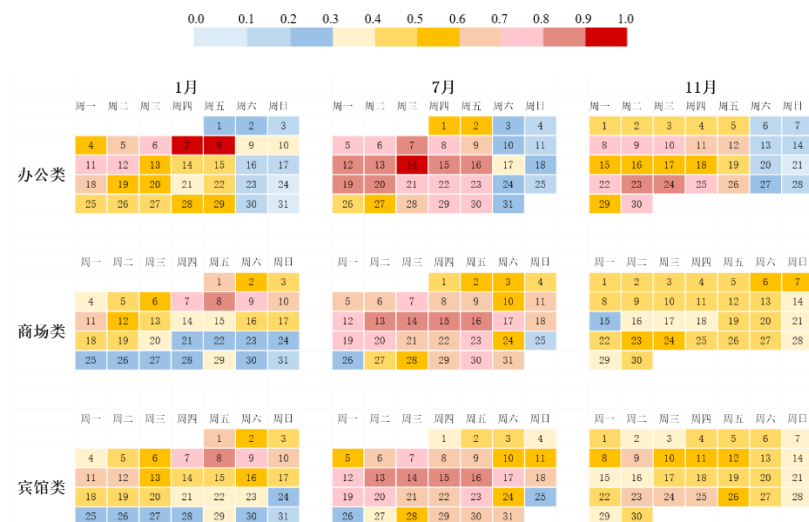 0.0 0.1 0.2 0.3 0.4 0.5 0.6 0.7 0.8 0.9 1.0
1月 7月 11月
周一 周二 周三 周四 周五 周六 周日 周一 周二 周三 周四 周五 周六 周日 周一 周二 周三 周四 周五 周六 周日
1 2 3 1 2 3 4 1 2 3 4 5 6 7
4 5 6 7 8 9 10 5 6 7 8 9 10 11 8 9 10 11 12 13 14
办公类 11 12 13 14 15 16 17 12 13 14 15 16 17 18 15 16 17 18 19 20 21
18 19 20 21 22 23 24 19 20 21 22 23 24 25 22 23 24 25 26 27 28
25 26 27 28 29 30 31 26 27 28 29 30 31 29 30
周一 周二 周三 周四 周五 周六 周日 周一 周二 周三 周四 周五 周六 周日 周一 周二 周三 周四 周五 周六 周日
1 2 3 1 2 3 4 1 2 3 4 5 6 7
4 5 6 7 8 9 10 5 6 7 8 9 10 11 8 9 10 11 12 13 14
商场类 11 12 13 14 15 16 17 12 13 14 15 16 17 18 15 16 17 18 19 20 21
18 19 20 21 22 23 24 19 20 21 22 23 24 25 22 23 24 25 26 27 28
25 26 27 28 29 30 31 26 27 28 29 30 31 29 30
周一 周二 周三 周四 周五 周六 周日 周一 周二 周三 周四 周五 周六 周日 周一 周二 周三 周四 周五 周六 周日
1 2 3 1 2 3 4 1 2 3 4 5 6 7
4 5 6 7 8 9 10 5 6 7 8 9 10 11 8 9 10 11 12 13 14
宾馆类 11 12 13 14 15 16 17 12 13 14 15 16 17 18 15 16 17 18 19 20 21
18 19 20 21 22 23 24 19 20 21 22 23 24 25 22 23 24 25 26 27 28
25 26 27 28 29 30 31 26 27 28 29 30 31 29 30